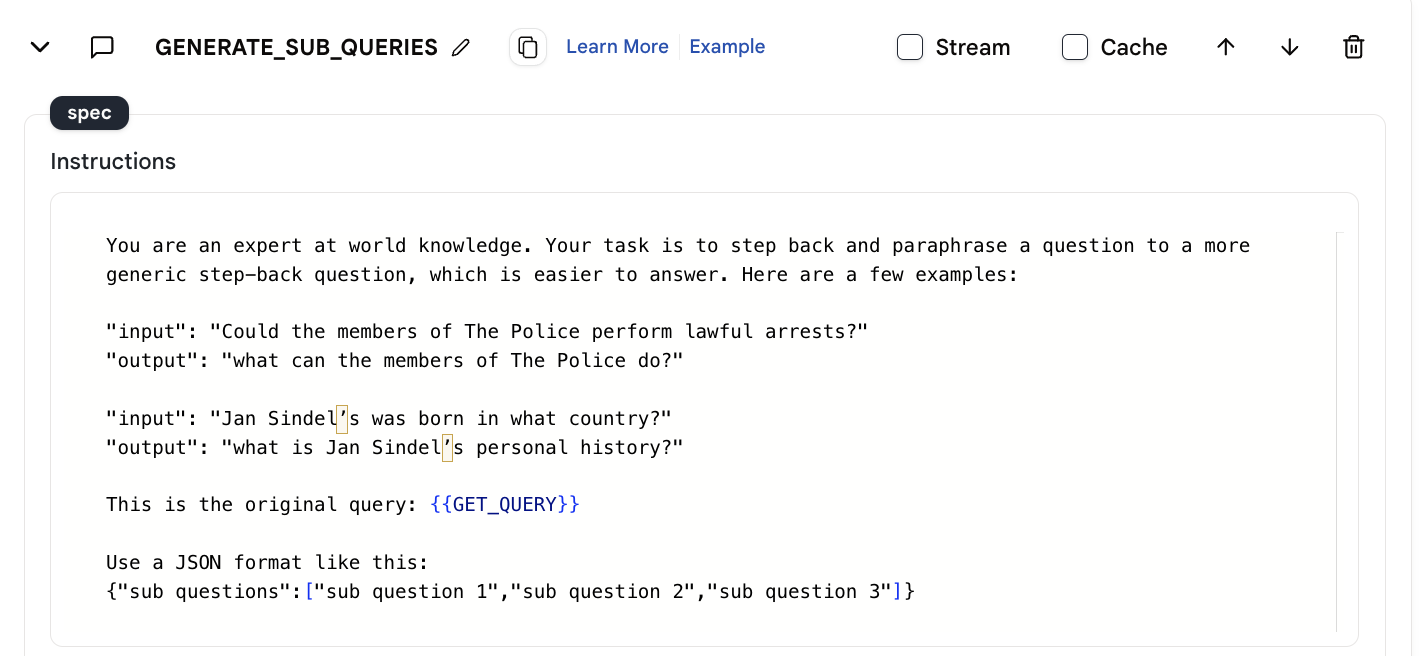 GENERATE_SUB_QUERIES Learn More Example Stream Cache
spec
Instructions
You are an expert at world knowledge. Your task is to step back and paraphrase a question to a more
generic step-back question, which is easier to answer. Here are a few examples:
"input": "Could the members of The Police perform lawful arrests?"
"output": "what can the members of The Police do?"
"input": "Jan Sindel’s was born in what country?"
"output": "what is Jan Sindel’s personal history?"
This is the original query: {{GET_QUERY}}
Use a JSON format like this:
{"sub questions":["sub question 1","sub question 2","sub question 3"]}